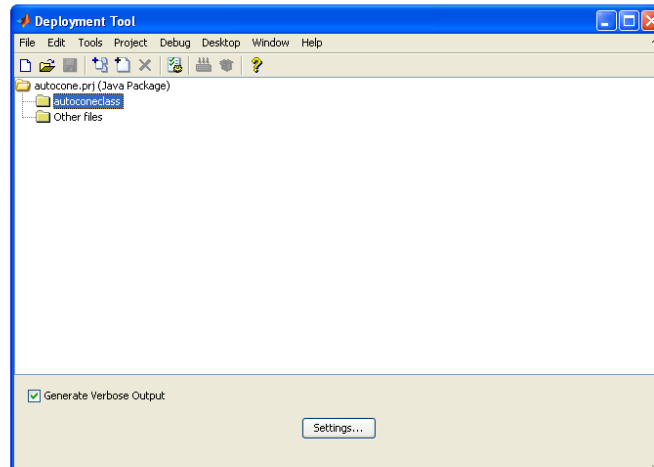 Deployment Tool
File Edit Tools Project Debug Desktop Window Help
autocone.prj (Java Package)
autoconeclass
Other files
Generate Verbose Output
Settings...